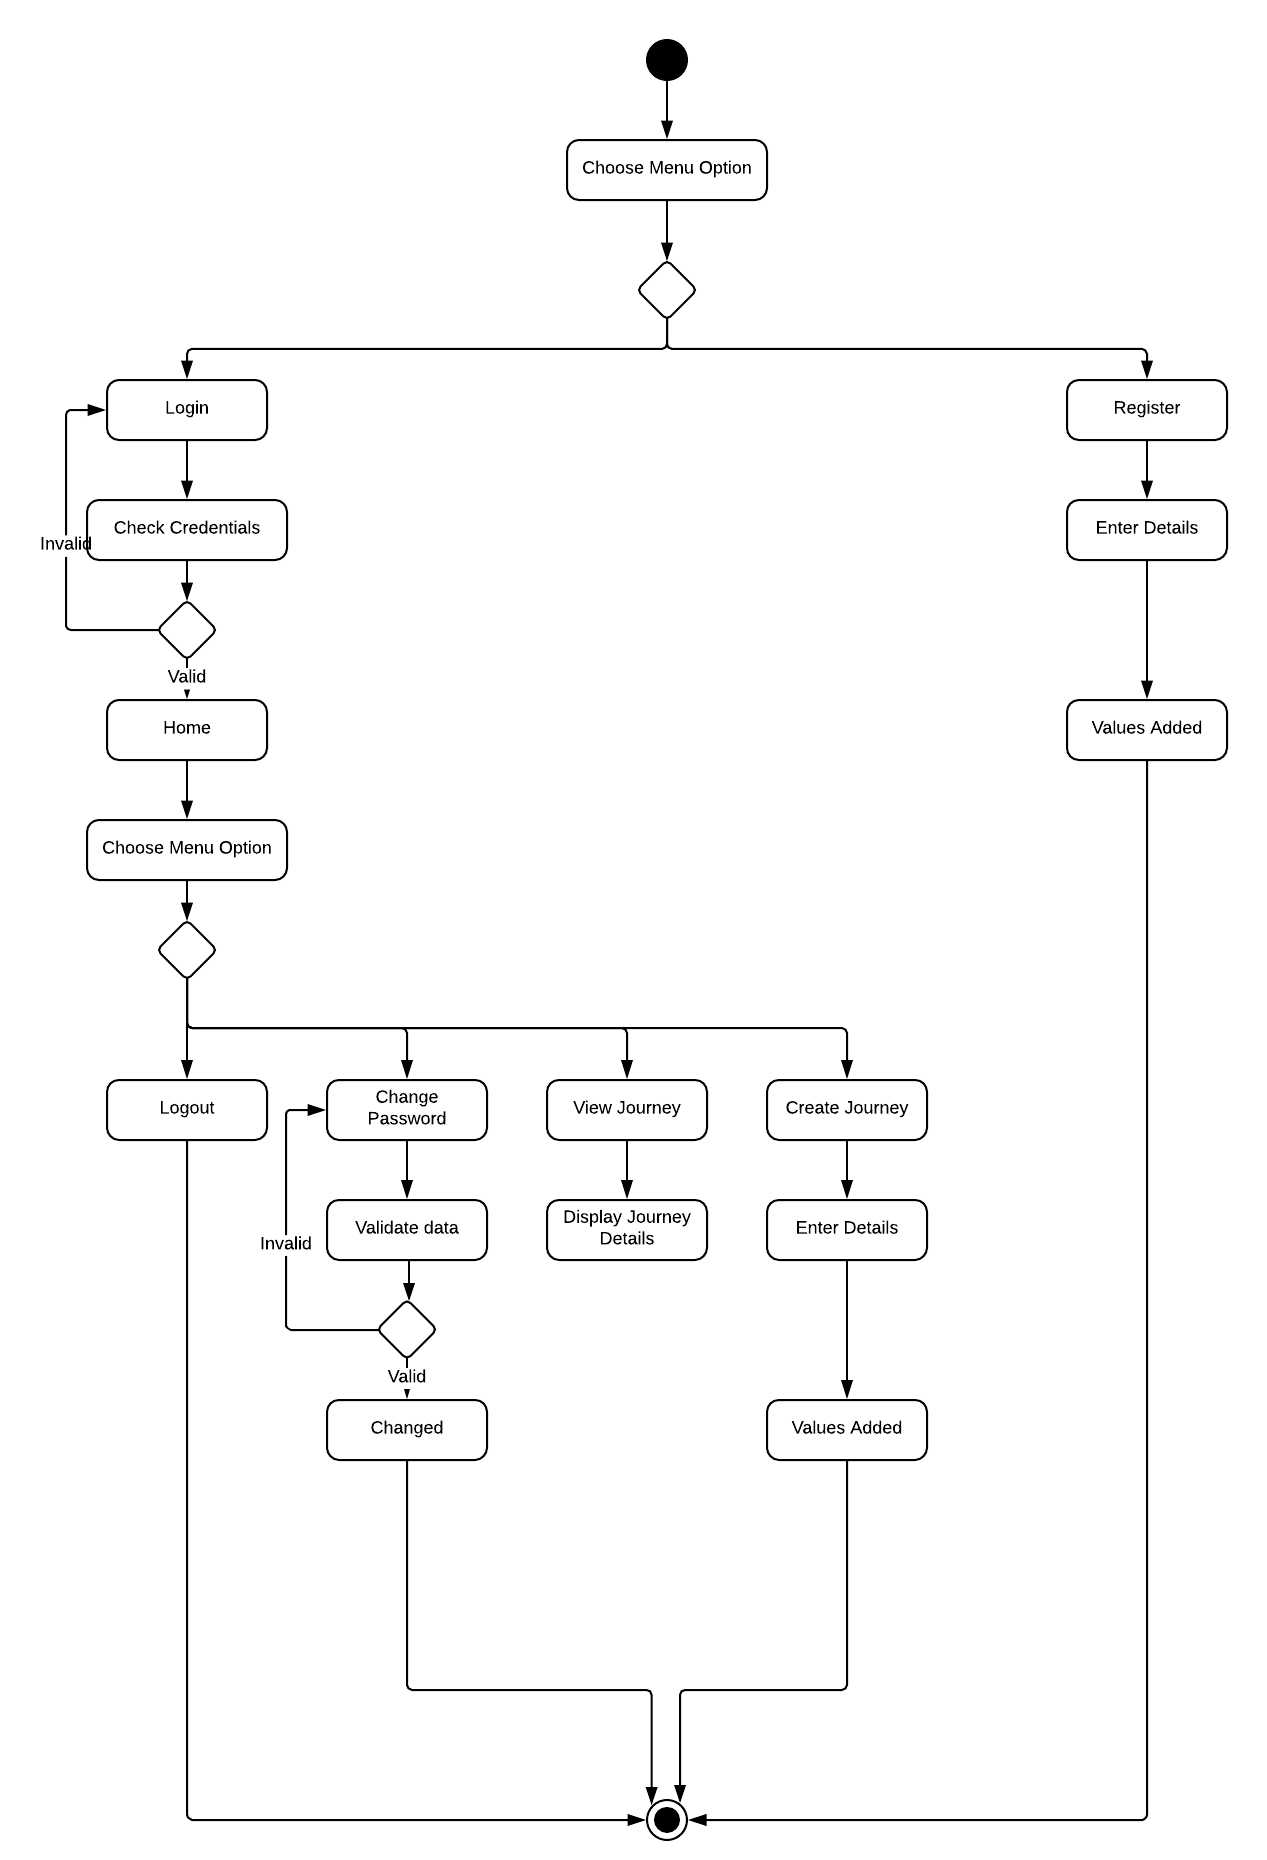 Choose Menu Option
Login
Register
Check Credentials
Enter Details
Invalid
Valid
Home
Values Added
Choose Menu Option
Logout
Change
Password
View Journey
Create Journey
Validate data
Display Journey
Details
Enter Details
Invalid
Valid
Changed
Values Added